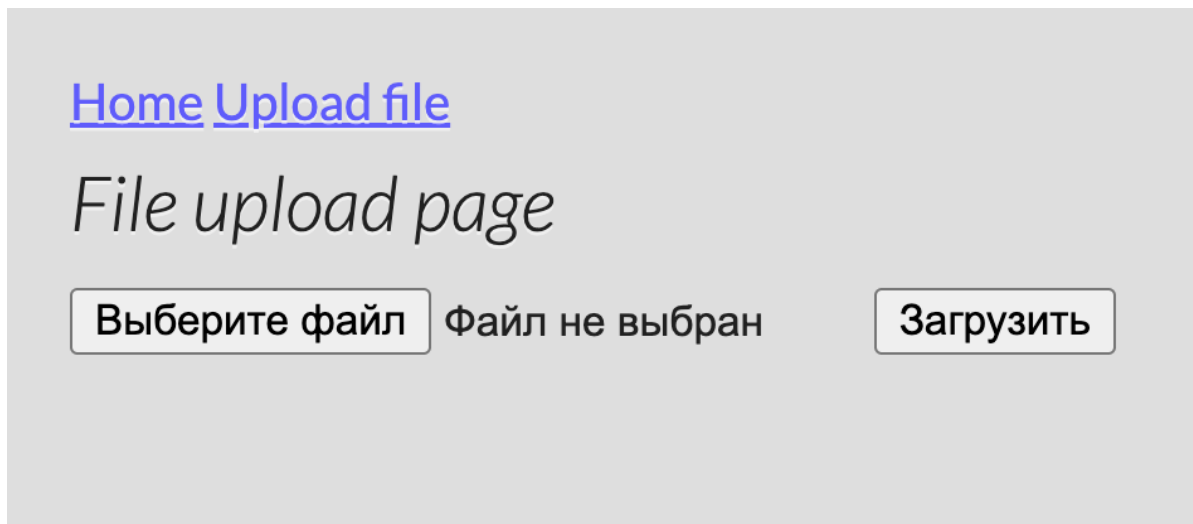 Home Upload file
File upload page
Выберите файл Файл не выбран Загрузить